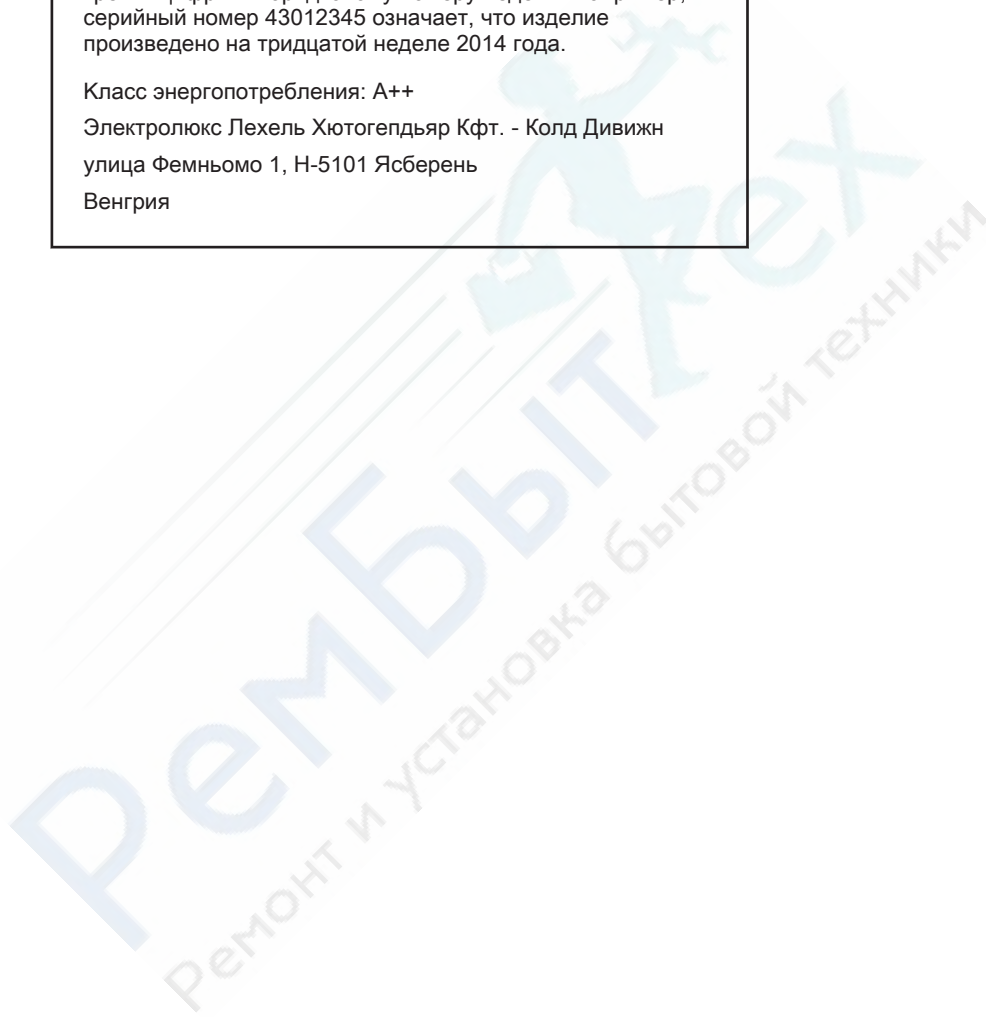 серийный номер 43012345 означает, что изделие
произведено на тридцатой неделе 2014 года.
Класс энергопотребления: А++
Электролюкс Лехель Хютогепдьяр Кфт. - Колд Дивижн
улица Фемньомо 1, Н-5101 Ясберень
Венгрия
РемБытТех
Ремонт и установка бытовой техники